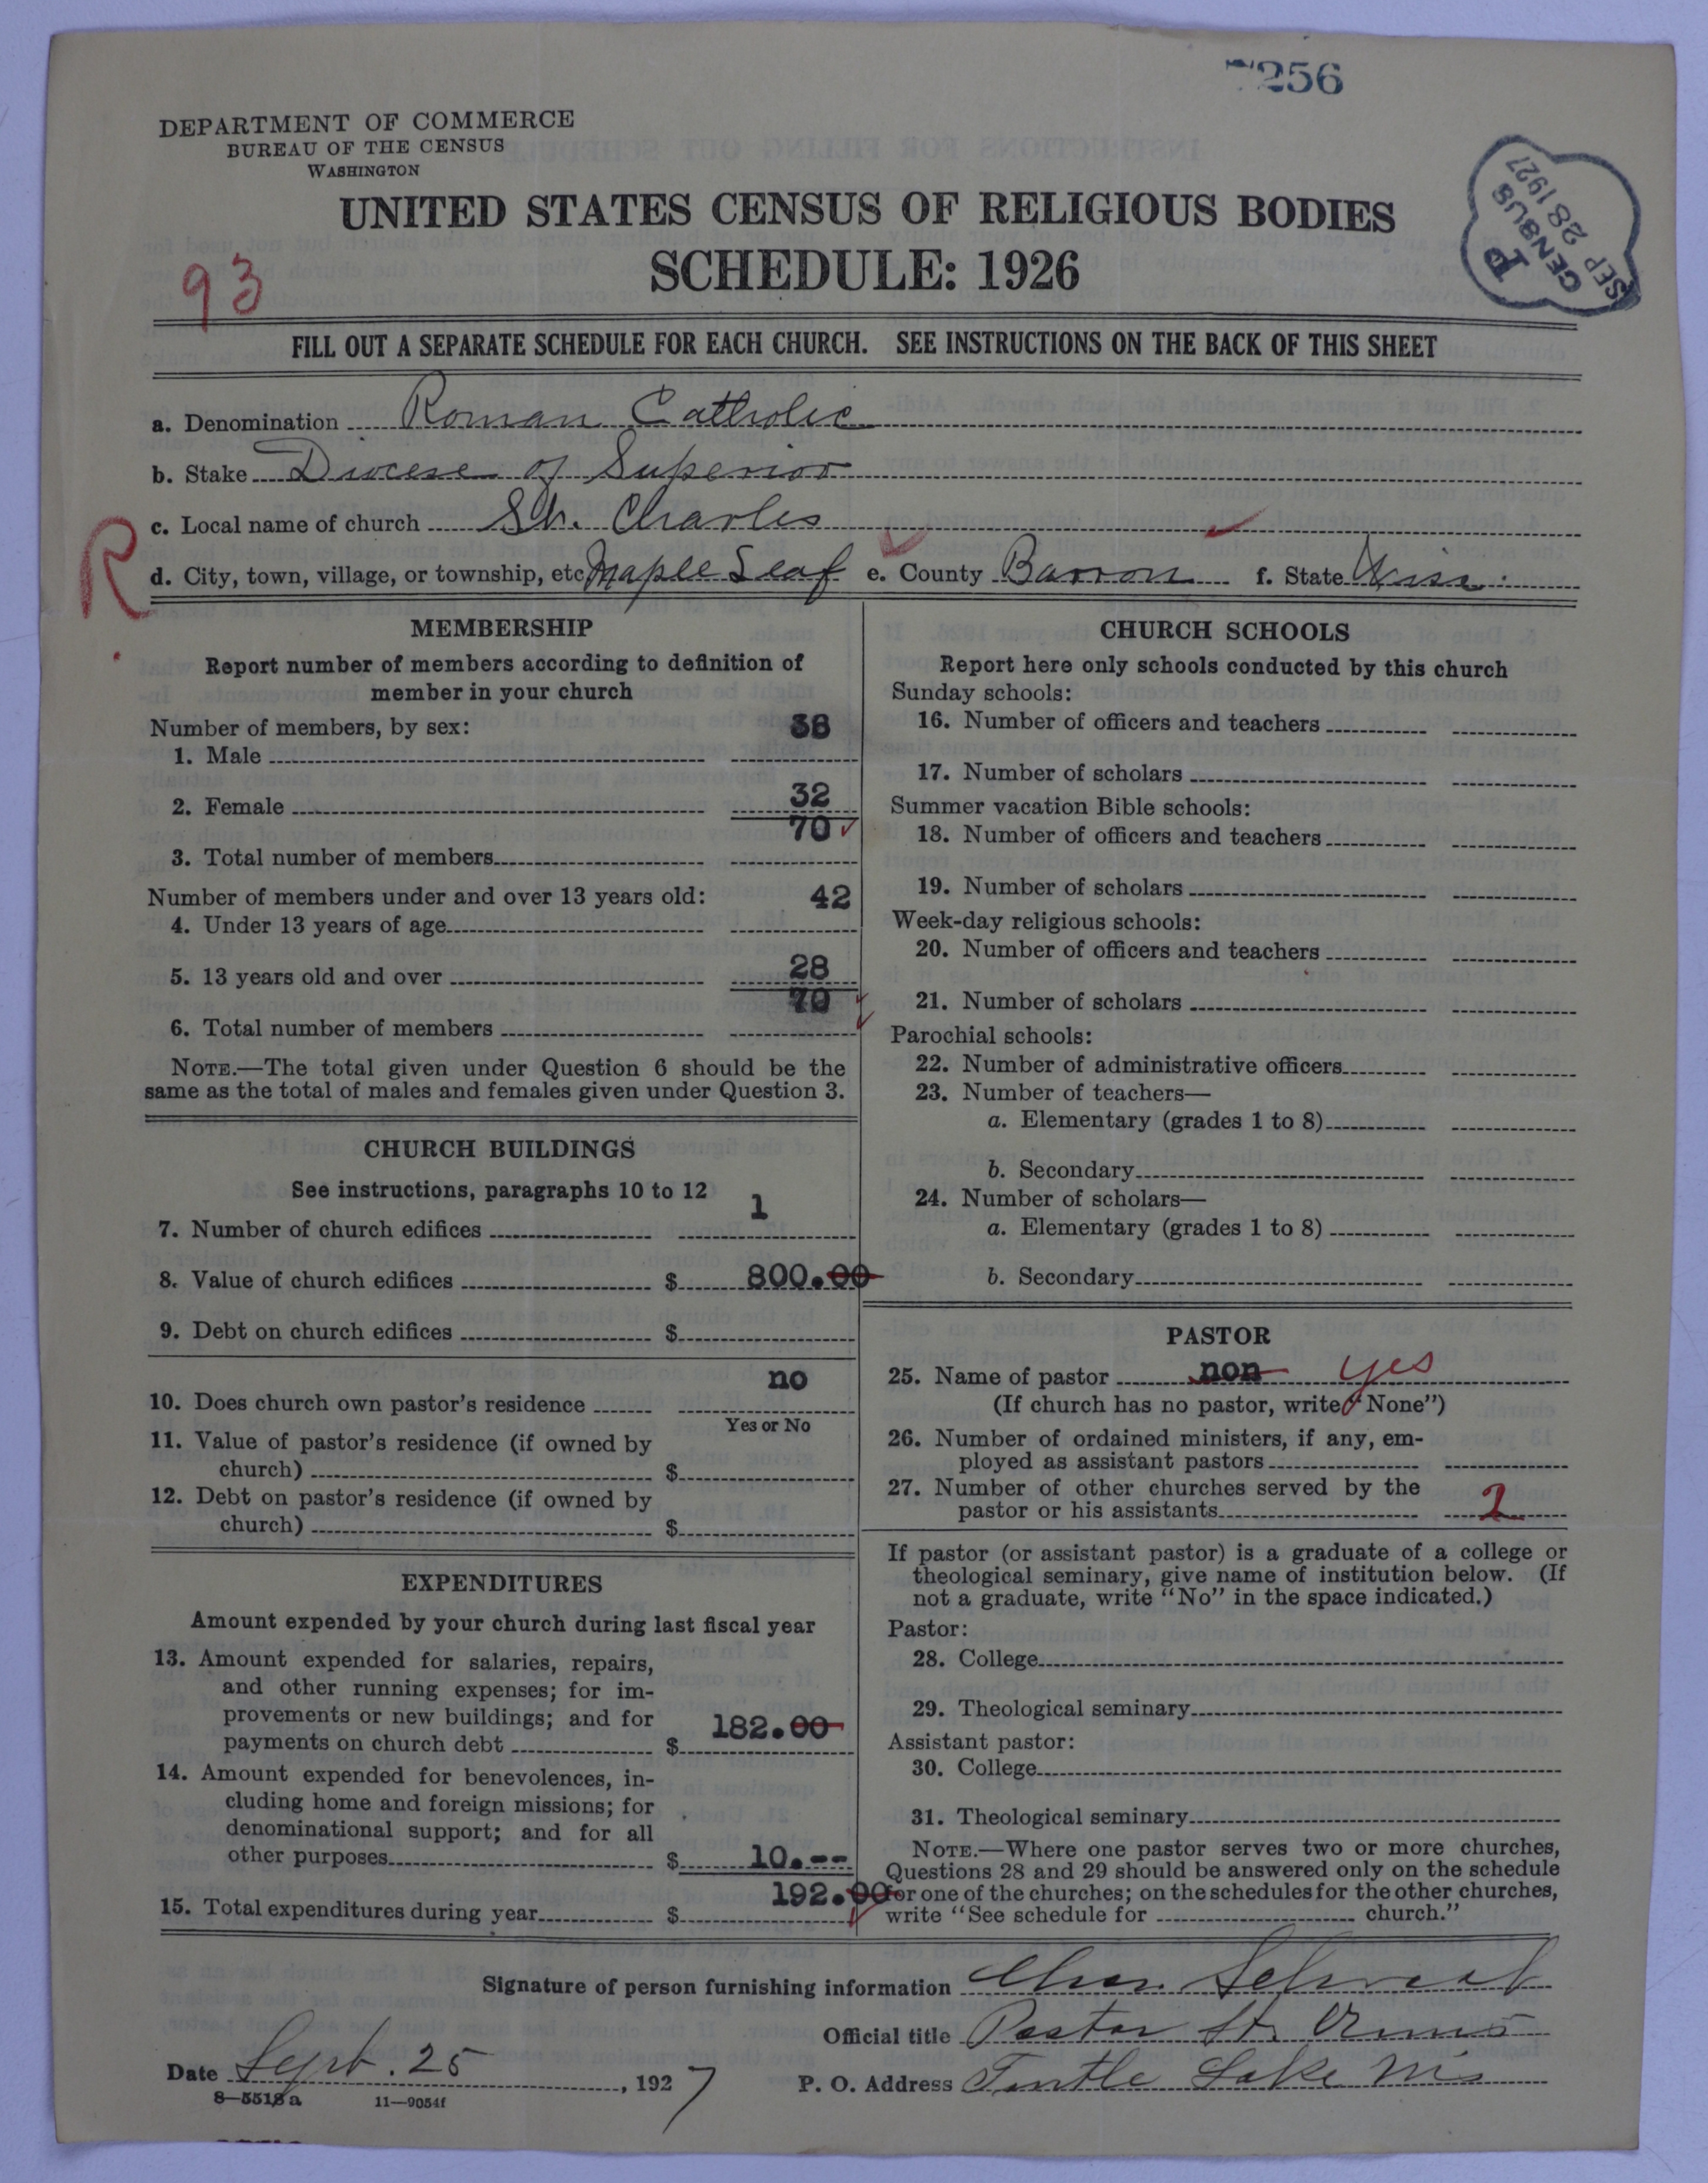 256
DEPARTMENT OF COMMERCE
BUREAU OF THE CENSUS
WASHINGTON
UNITED STATES CENSUS OF RELIGIOUS BODIES
SCHEDULE: 1926
P
CENSUS
SEP 28 1927
93
FILL OUT A SEPARATE SCHEDULE FOR EACH CHURCH. SEE INSTRUCTIONS ON THE BACK OF THIS SHEET
a. Denomination Roman Catholic
b. Stake Diocese of Superior
c. Local name of church St. Charles
R
d. City, town, village, or township, etc Maple Leaf e. County Barron f. State Wisc.
MEMBERSHIP
Report number of members according to definition of
member in your church
Number of members, by sex:
1. Male 38
2. Female 32
3. Total number of members 70
Number of members under and over 13 years old:
4. Under 13 years of age 42
5. 13 years old and over 28
6. Total number of members 70
NOTE.—The total given under Question 6 should be the
same as the total of males and females given under Question 3.
CHURCH BUILDINGS
See instructions, paragraphs 10 to 12
7. Number of church edifices 1
8. Value of church edifices $ 800.00
9. Debt on church edifices $
10. Does church own pastor's residence no
Yes or No
11. Value of pastor's residence (if owned by
church) $
12. Debt on pastor's residence (if owned by
church) $
EXPENDITURES
Amount expended by your church during last fiscal year
13. Amount expended for salaries, repairs,
and other running expenses; for im-
provements or new buildings; and for
payments on church debt $ 182.00
14. Amount expended for benevolences, in-
cluding home and foreign missions; for
denominational support; and for all
other purposes $ 10.--
15. Total expenditures during year $ 192.00
CHURCH SCHOOLS
Report here only schools conducted by this church
Sunday schools:
16. Number of officers and teachers
17. Number of scholars
Summer vacation Bible schools:
18. Number of officers and teachers
19. Number of scholars
Week-day religious schools:
20. Number of officers and teachers
21. Number of scholars
Parochial schools:
22. Number of administrative officers
23. Number of teachers—
a. Elementary (grades 1 to 8)
b. Secondary
24. Number of scholars—
a. Elementary (grades 1 to 8)
b. Secondary
PASTOR
25. Name of pastor non yes
(If church has no pastor, write "None")
26. Number of ordained ministers, if any, em-
ployed as assistant pastors
27. Number of other churches served by the
pastor or his assistants 2
If pastor (or assistant pastor) is a graduate of a college or
theological seminary, give name of institution below. (If
not a graduate, write "No" in the space indicated.)
Pastor:
28. College
29. Theological seminary
Assistant pastor:
30. College
31. Theological seminary
NOTE.—Where one pastor serves two or more churches,
Questions 28 and 29 should be answered only on the schedule
for one of the churches; on the schedules for the other churches,
write "See schedule for church."
Signature of person furnishing information Chas.
Official title Pastor St.
Date Sept. 25, 1927 P. O. Address Turtle Lake Wis
8—5518a 11—9054f